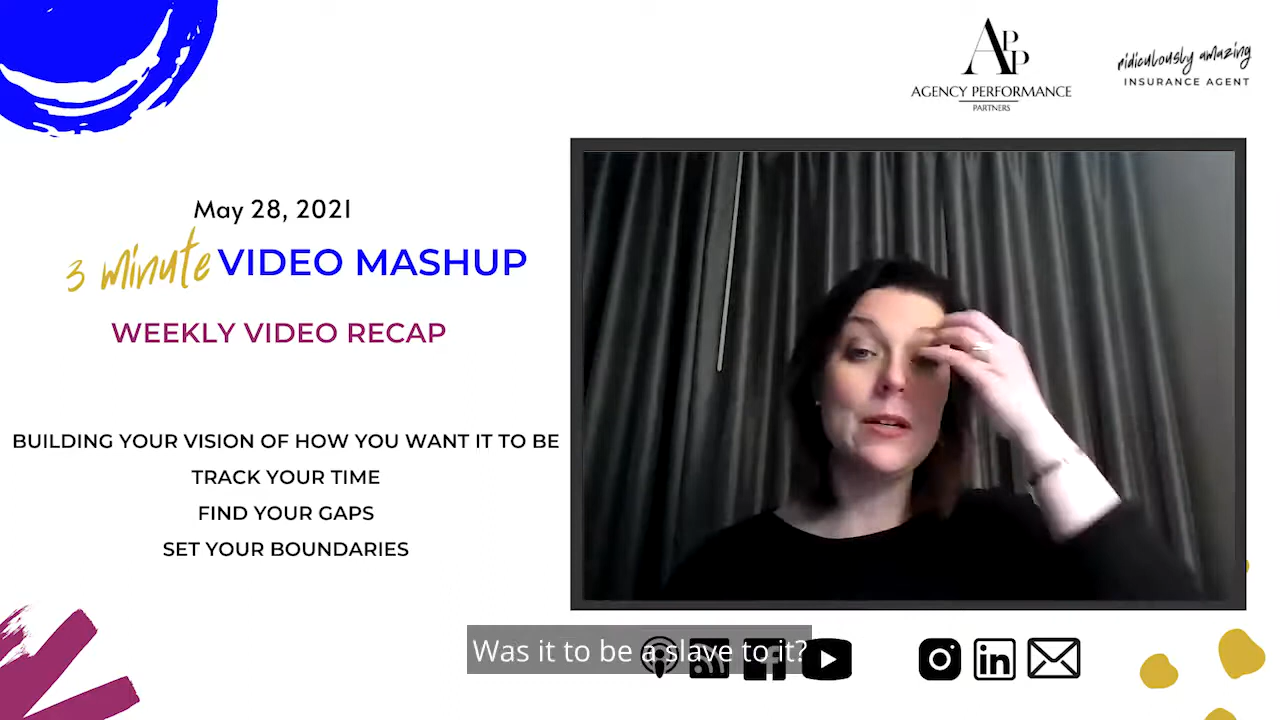 APP
AGENCY PERFORMANCE
PARTNERS
ridiculously amazing
INSURANCE AGENT
May 28, 2021
3 minute VIDEO MASHUP
WEEKLY VIDEO RECAP
BUILDING YOUR VISION OF HOW YOU WANT IT TO BE
TRACK YOUR TIME
FIND YOUR GAPS
SET YOUR BOUNDARIES
Was it to be a slave to it?
in